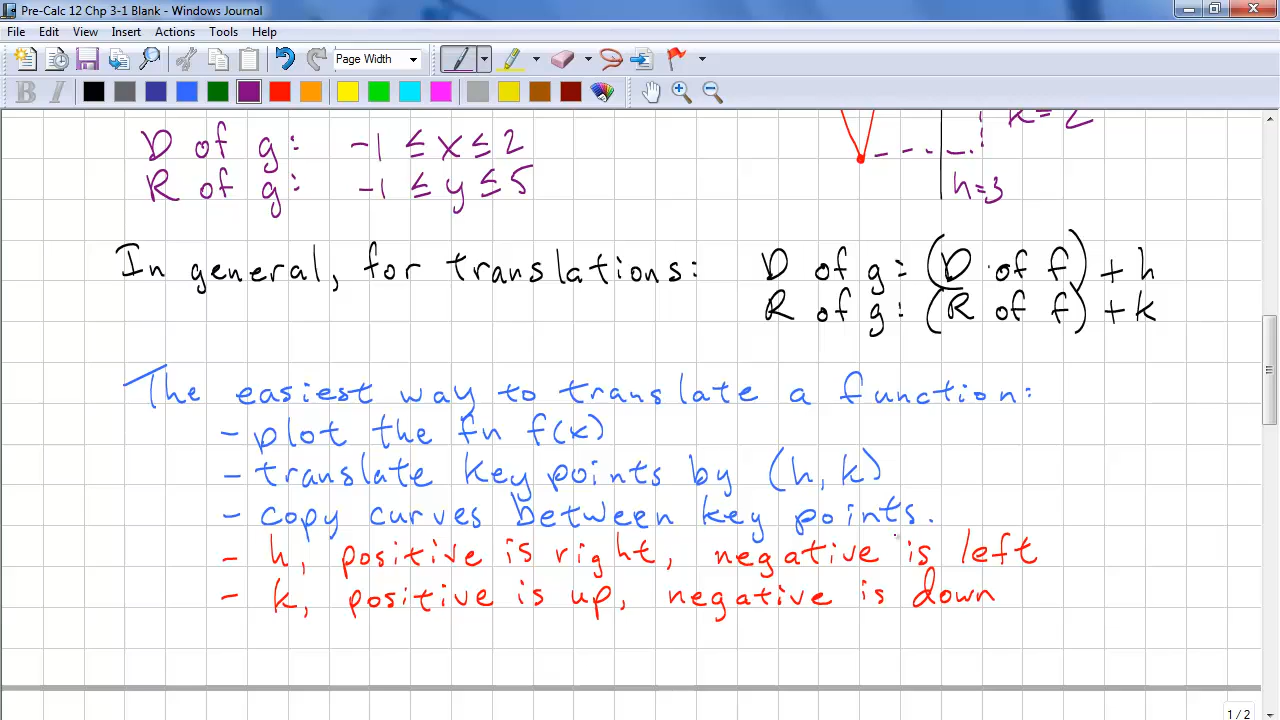 Pre-Calc 12 Chp 3-1 Blank - Windows Journal
File Edit View Insert Actions Tools Help
Page Width
B I
k = 2
D of g: -1 ≤ x ≤ 2
R of g: -1 ≤ y ≤ 5
h=3
In general, for translations: D of g: (D of f) + h
R of g: (R of f) + k
The easiest way to translate a function:
- plot the fn f(x)
- translate key points by (h, k)
- copy curves between key points.
- h, positive is right, negative is left
- k, positive is up, negative is down
1/2